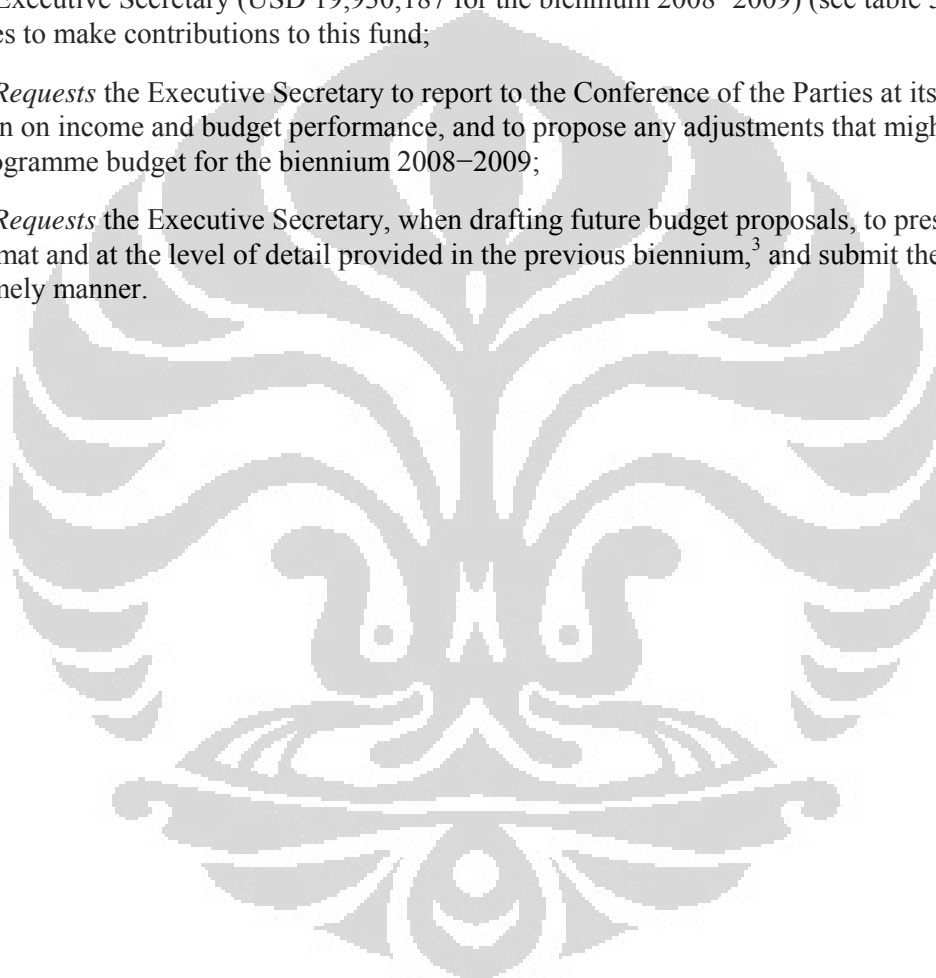 Executive Secretary (USD 19,950,187 for the biennium 2008−2009) (see table
es to make contributions to this fund;
Requests the Executive Secretary to report to the Conference of the Parties at its
n on income and budget performance, and to propose any adjustments that migh
ogramme budget for the biennium 2008−2009;
Requests the Executive Secretary, when drafting future budget proposals, to pres
mat and at the level of detail provided in the previous biennium,³ and submit the
nely manner.